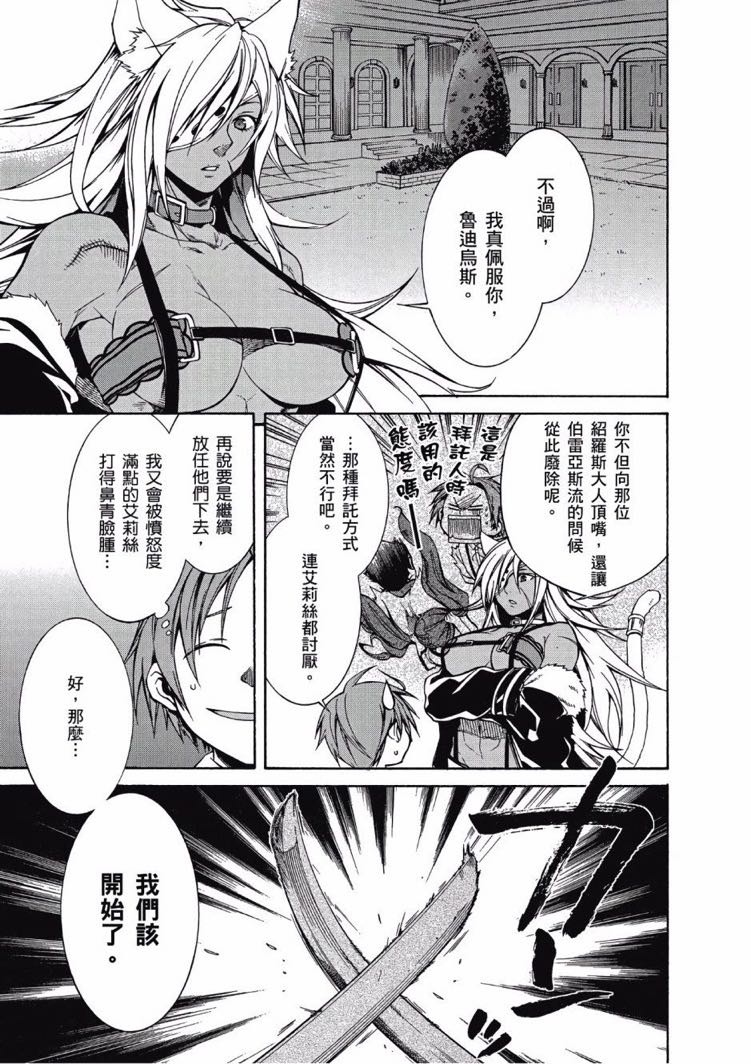 不過啊，
我真佩服你，
魯迪烏斯。
你不但向那位
紹羅斯大人頂嘴，還讓
伯雷亞斯流的問候
從此廢除呢。
這是
拜託人時
該用的
態度嗎—
…那種拜託方式
當然不行吧。
連艾莉絲都討厭。
再說要是繼續
放任他們下去，
我又會被憤怒度
滿點的艾莉絲
打得鼻青臉腫…
好，那麼…
カーン
我們該
開始了。